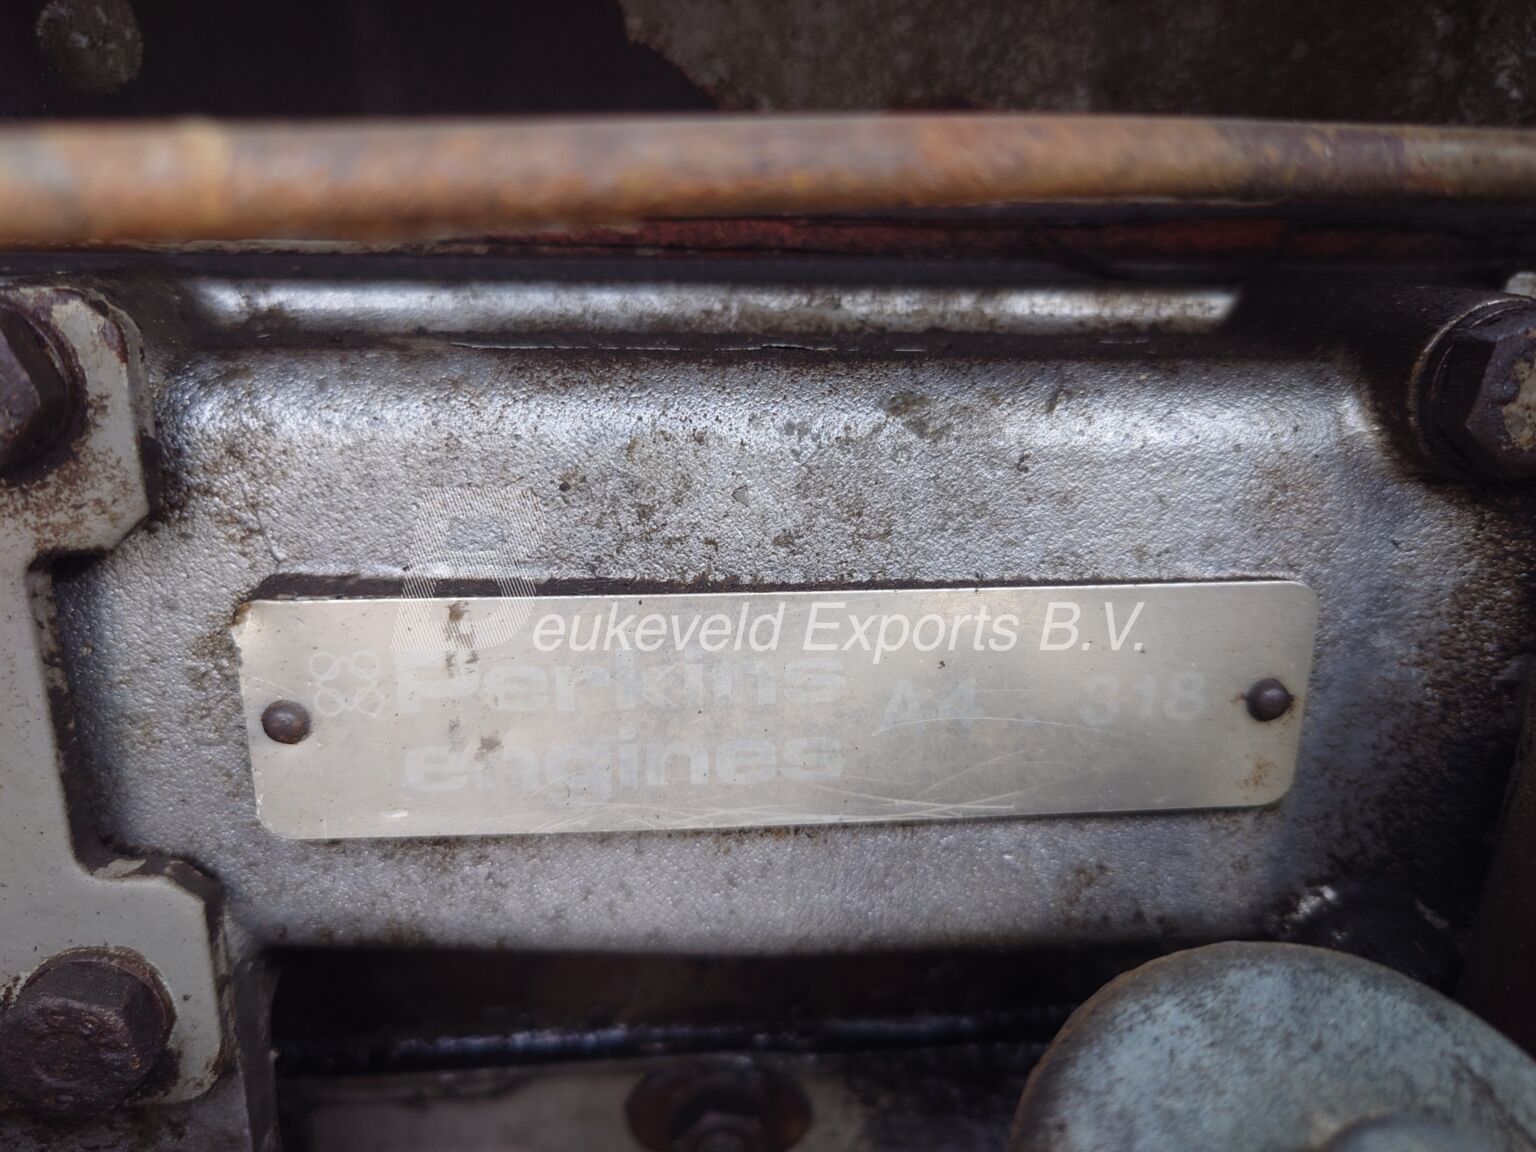 Beukeveld Exports B.V.
Perkins A4.318
engines